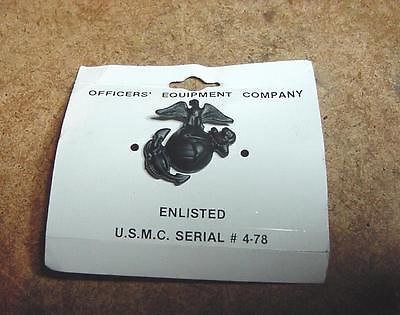 OFFICERS' EQUIPMENT COMPANY
ENLISTED
U.S.M.C. SERIAL # 4-78